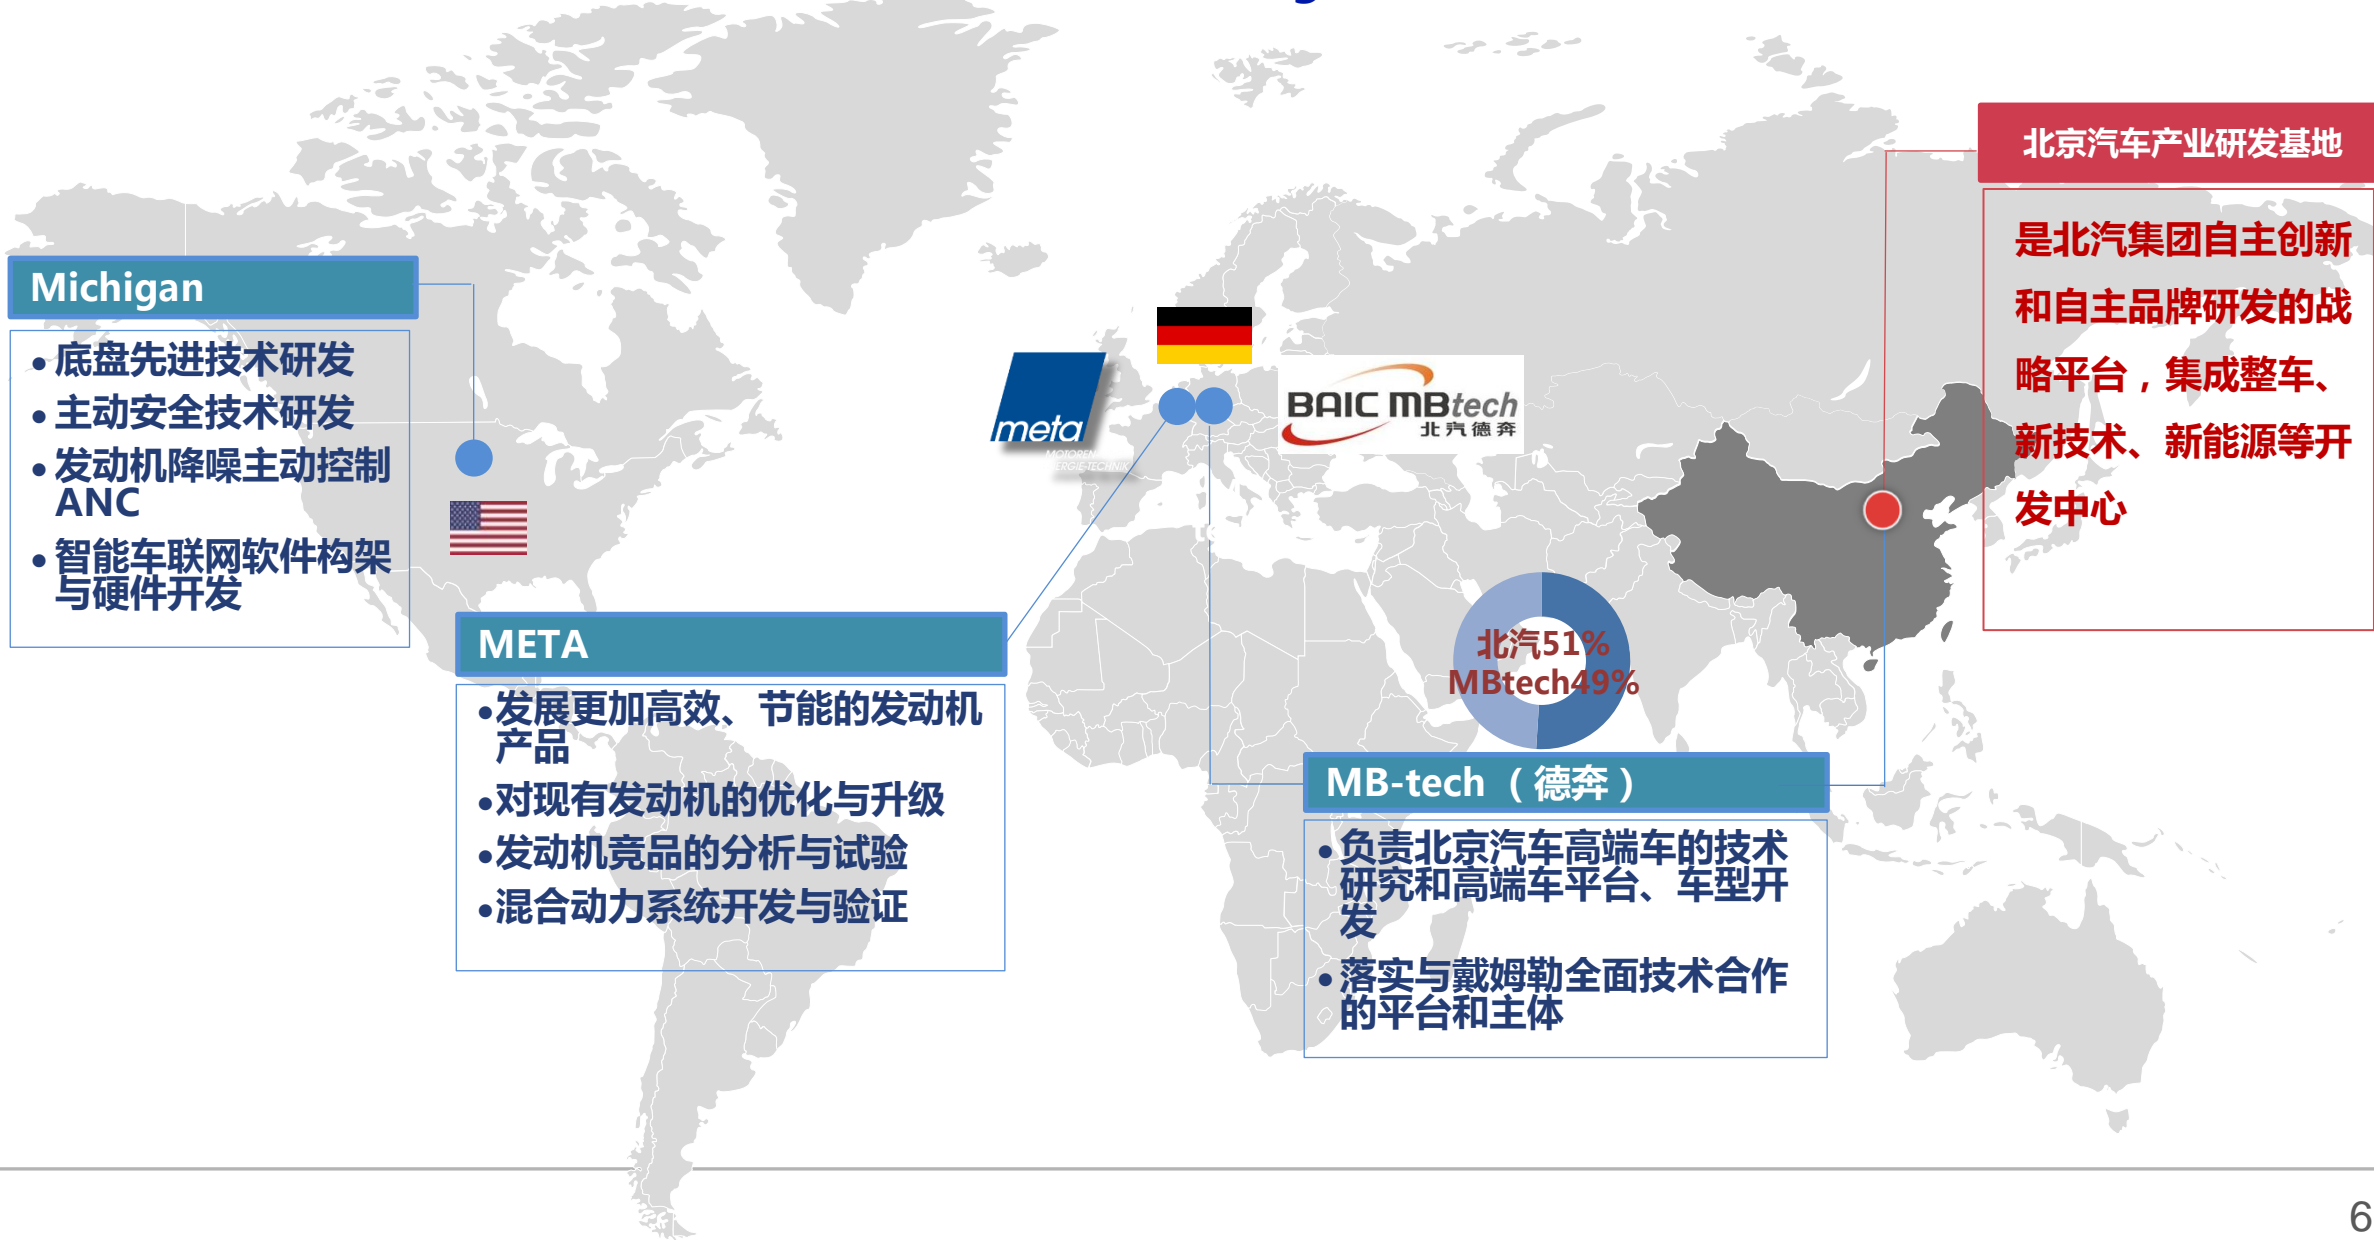 北京汽车产业研发基地
是北汽集团自主创新
和自主品牌研发的战
略平台，集成整车、
新技术、新能源等开
发中心
Michigan
•底盘先进技术研发
•主动安全技术研发
•发动机降噪主动控制
ANC
•智能车联网软件构架
与硬件开发
meta
MOTOREN
ERGIE-TECHNIK
BAIC MBtech
北汽德奔
META
•发展更加高效、节能的发动机
产品
•对现有发动机的优化与升级
•发动机竞品的分析与试验
•混合动力系统开发与验证
北汽51%
MBtech49%
MB-tech（德奔）
•负责北京汽车高端车的技术
研究和高端车平台、车型开
发
•落实与戴姆勒全面技术合作
的平台和主体
6